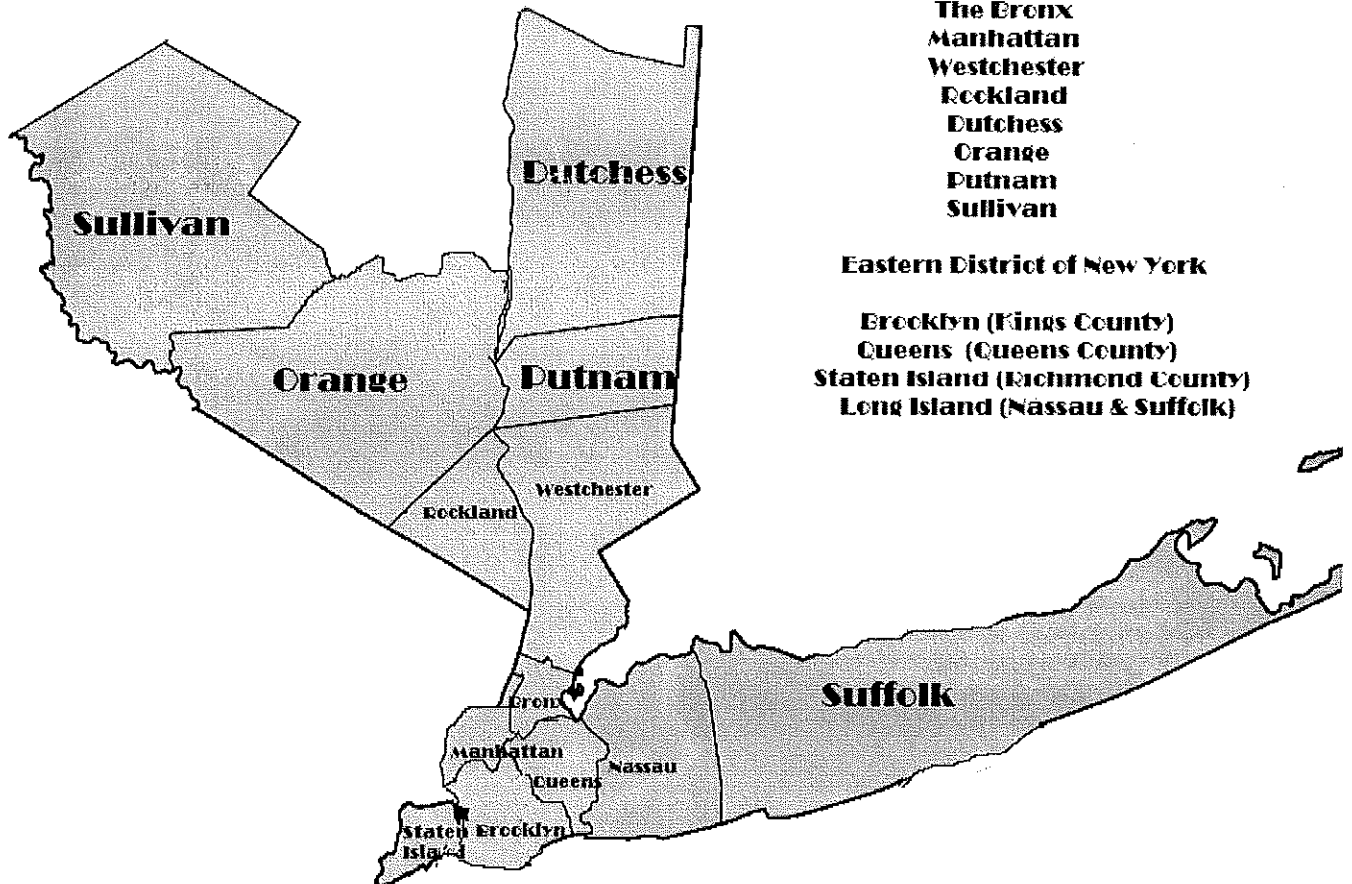 The Bronx
Manhattan
Westchester
Rockland
Dutchess
Orange
Putnam
Sullivan
Eastern District of New York
Brooklyn (Kings County)
Queens (Queens County)
Staten Island (Richmond County)
Long Island (Nassau & Suffolk)
Dutchess
Sullivan
Orange
Putnam
Westchester
Rockland
Bronx
Suffolk
Manhattan
Nassau
Queens
Staten
Island
Brooklyn